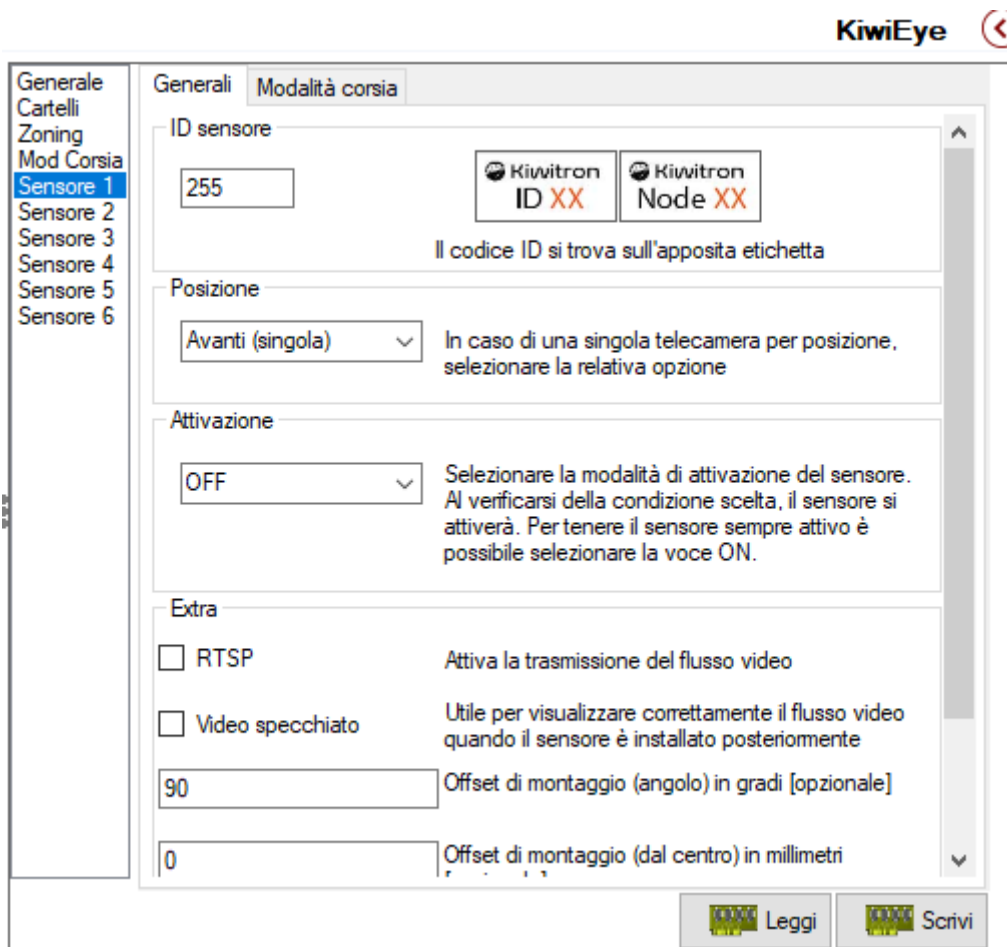 KiwiEye
Generale
Cartelli
Zoning
Mod Corsia
Sensore 1
Sensore 2
Sensore 3
Sensore 4
Sensore 5
Sensore 6
Generali
Modalità corsia
ID sensore
255
Kiwitron
ID XX
Kiwitron
Node XX
Il codice ID si trova sull'apposita etichetta
Posizione
Avanti (singola)
In caso di una singola telecamera per posizione,
selezionare la relativa opzione
Attivazione
OFF
Selezionare la modalità di attivazione del sensore.
Al verificarsi della condizione scelta, il sensore si
attiverà. Per tenere il sensore sempre attivo è
possibile selezionare la voce ON.
Extra
RTSP
Attiva la trasmissione del flusso video
Video specchiato
Utile per visualizzare correttamente il flusso video
quando il sensore è installato posteriormente
90
Offset di montaggio (angolo) in gradi [opzionale]
0
Offset di montaggio (dal centro) in millimetri
Leggi
Scrivi